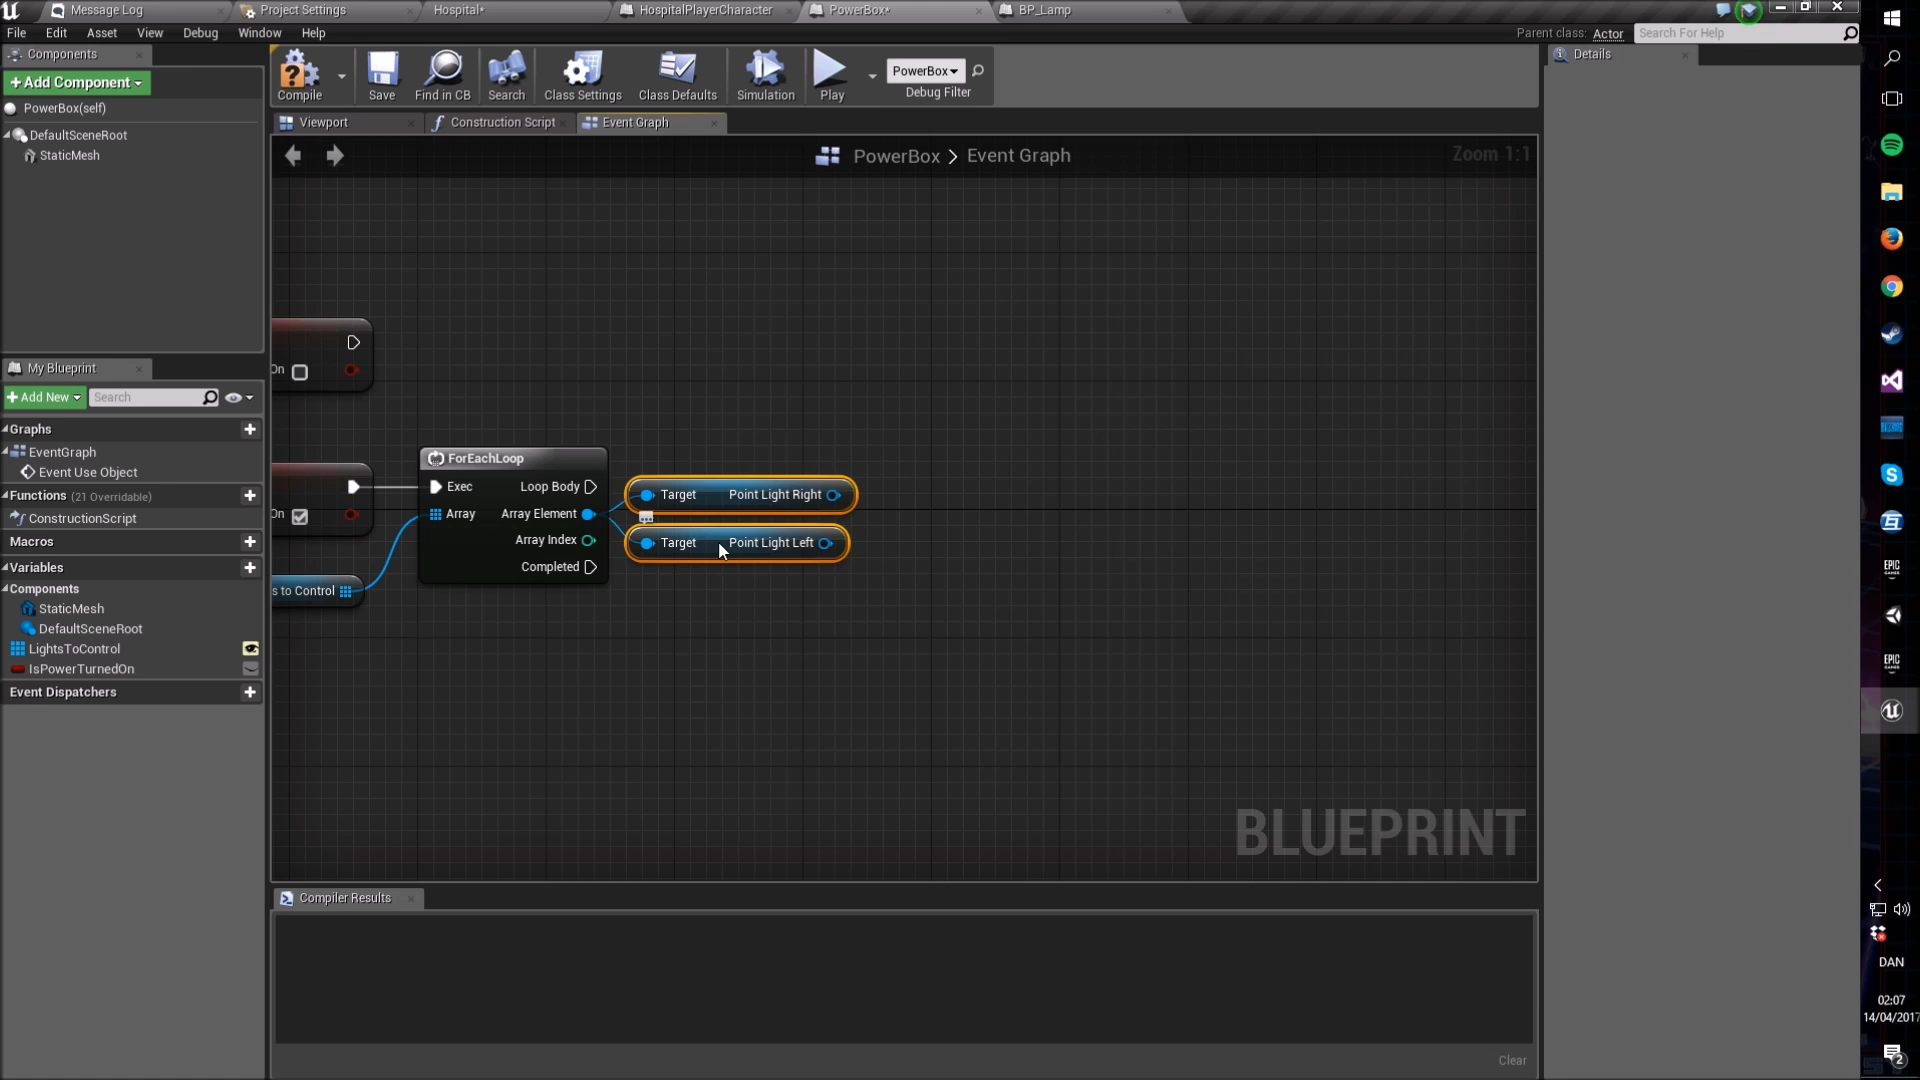 Message Log
Project Settings
Hospital*
HospitalPlayerCharacter
PowerBox*
BP_Lamp
File Edit Asset View Debug Window Help
Parent class: Actor
Search For Help
Components
+Add Component
PowerBox(self)
DefaultSceneRoot
StaticMesh
Compile
Save
Find in CB
Search
Class Settings
Class Defaults
Simulation
Play
PowerBox
Debug Filter
Details
Viewport
Construction Script
Event Graph
PowerBox > Event Graph
Zoom 1:1
My Blueprint
+Add New
Search
Graphs
EventGraph
Event Use Object
Functions (21 Overridable)
ConstructionScript
Macros
Variables
Components
StaticMesh
DefaultSceneRoot
LightsToControl
IsPowerTurnedOn
Event Dispatchers
On
On
s to Control
ForEachLoop
Exec
Loop Body
Array
Array Element
Array Index
Completed
Target
Point Light Right
Target
Point Light Left
BLUEPRINT
Compiler Results
Clear
EPIC
GAMES
EPIC
GAMES
DAN
02:07
14/04/2017
2